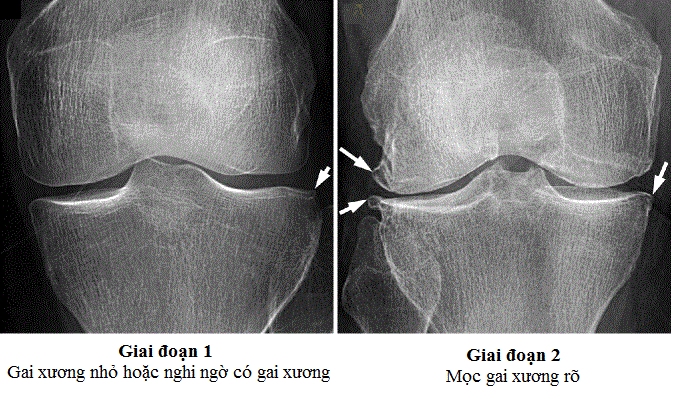 Giai đoạn 1
Gai xương nhỏ hoặc nghi ngờ có gai xương
Giai đoạn 2
Mọc gai xương rõ